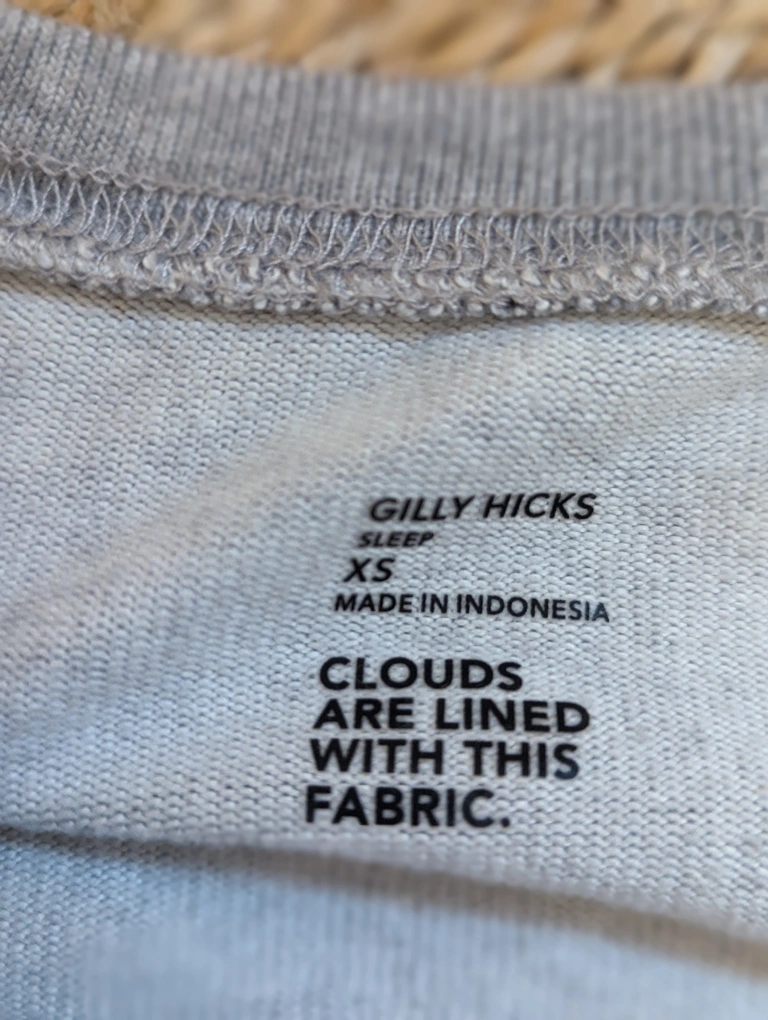 GILLY HICKS
SLEEP
XS
MADE IN INDONESIA
CLOUDS
ARE LINED
WITH THIS
FABRIC.